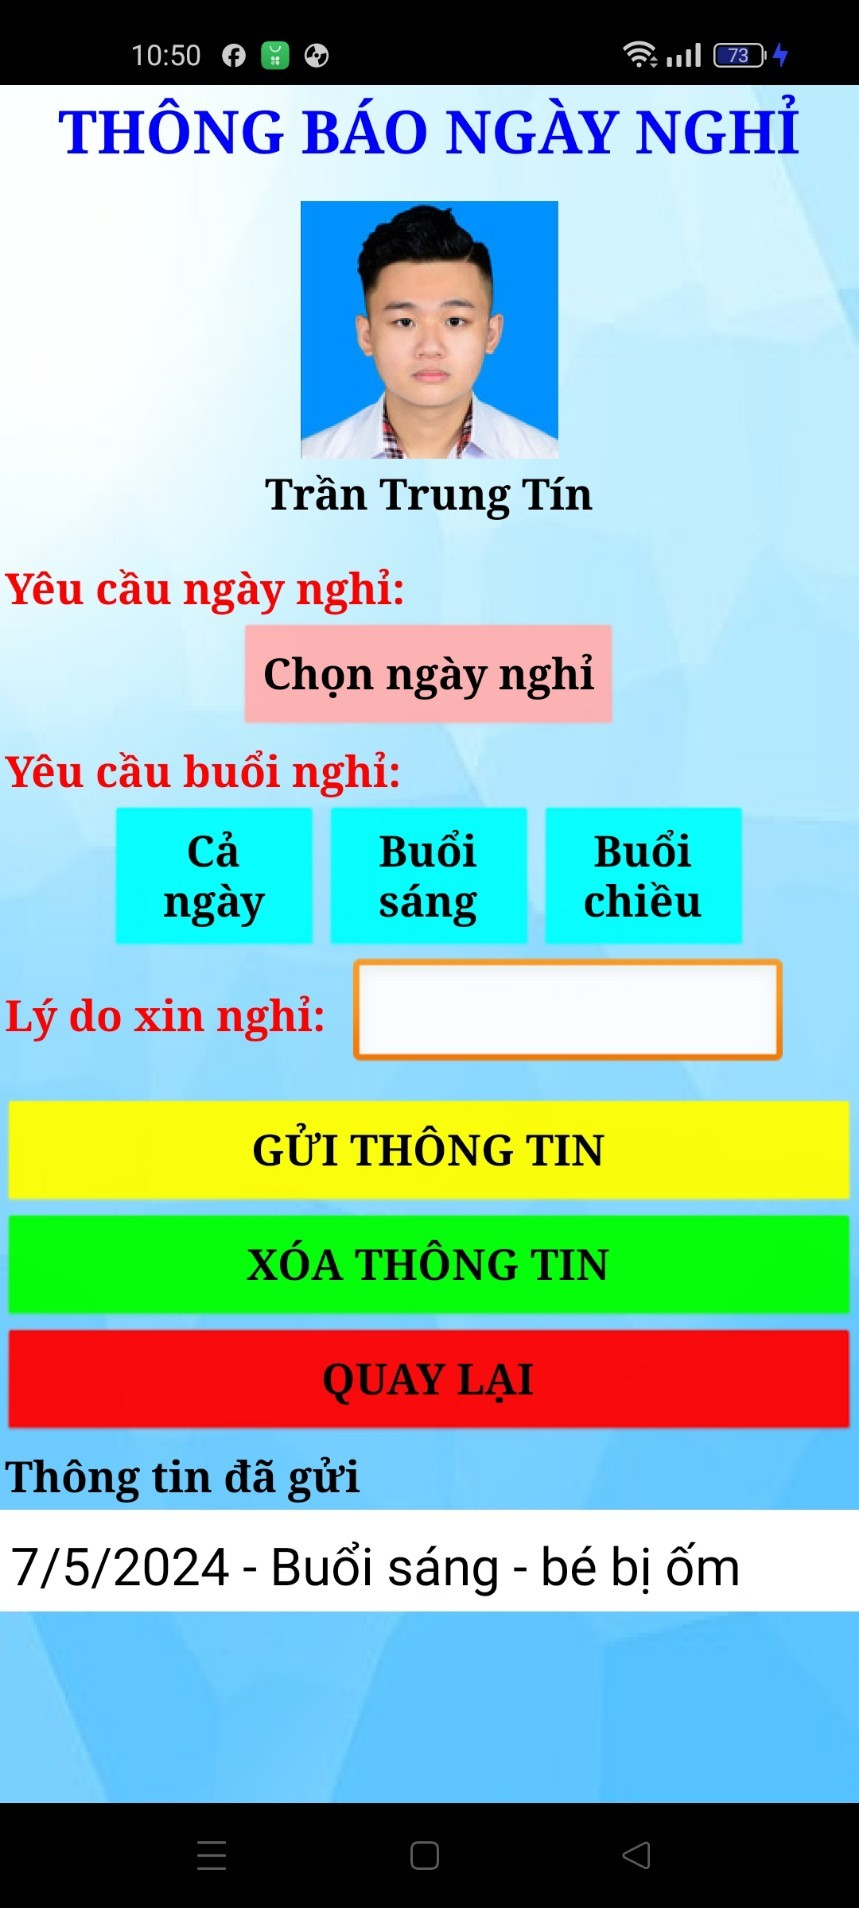 10:50
73
THÔNG BÁO NGÀY NGHỈ
Trần Trung Tín
Yêu cầu ngày nghỉ:
Chọn ngày nghỉ
Yêu cầu buổi nghỉ:
Cả ngày
Buổi sáng
Buổi chiều
Lý do xin nghỉ:
GỬI THÔNG TIN
XÓA THÔNG TIN
QUAY LẠI
Thông tin đã gửi
7/5/2024 - Buổi sáng - bé bị ốm